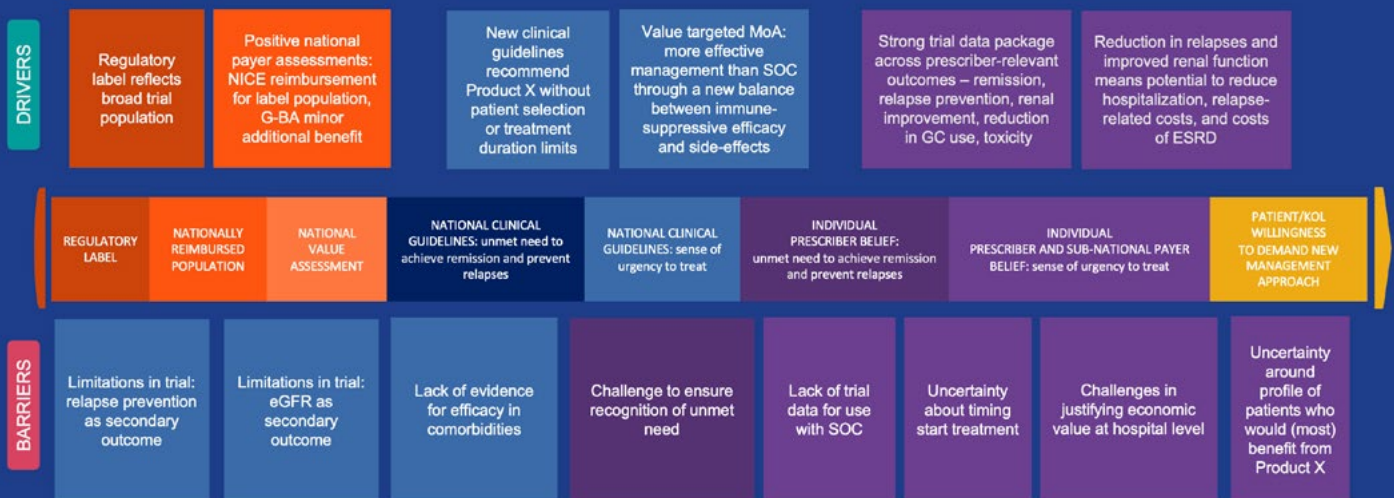 DRIVERS
Regulatory
label reflects
broad trial
population
Positive national
payer assessments:
NICE reimbursement
for label population,
G-BA minor
additional benefit
New clinical
guidelines
recommend
Product X without
patient selection
or treatment
duration limits
Value targeted MoA:
more effective
management than SOC
through a new balance
between immune-
suppressive efficacy
and side-effects
Strong trial data package
across prescriber-relevant
outcomes – remission,
relapse prevention, renal
improvement, reduction
in GC use, toxicity
Reduction in relapses and
improved renal function
means potential to reduce
hospitalization, relapse-
related costs, and costs
of ESRD
REGULATORY
LABEL
NATIONALLY
REIMBURSED
POPULATION
NATIONAL
VALUE
ASSESSMENT
NATIONAL CLINICAL
GUIDELINES: unmet need to
achieve remission and prevent
relapses
NATIONAL CLINICAL
GUIDELINES: sense of
urgency to treat
INDIVIDUAL
PRESCRIBER BELIEF:
unmet need to achieve remission
and prevent relapses
INDIVIDUAL
PRESCRIBER AND SUB-NATIONAL PAYER
BELIEF: sense of urgency to treat
PATIENT/KOL
WILLINGNESS
TO DEMAND NEW
MANAGEMENT
APPROACH
BARRIERS
Limitations in trial:
relapse prevention
as secondary
outcome
Limitations in trial:
eGFR as
secondary
outcome
Lack of evidence
for efficacy in
comorbidities
Challenge to ensure
recognition of unmet
need
Lack of trial
data for use
with SOC
Uncertainty
about timing
start treatment
Challenges in
justifying economic
value at hospital level
Uncertainty
around
profile of
patients who
would (most)
benefit from
Product X